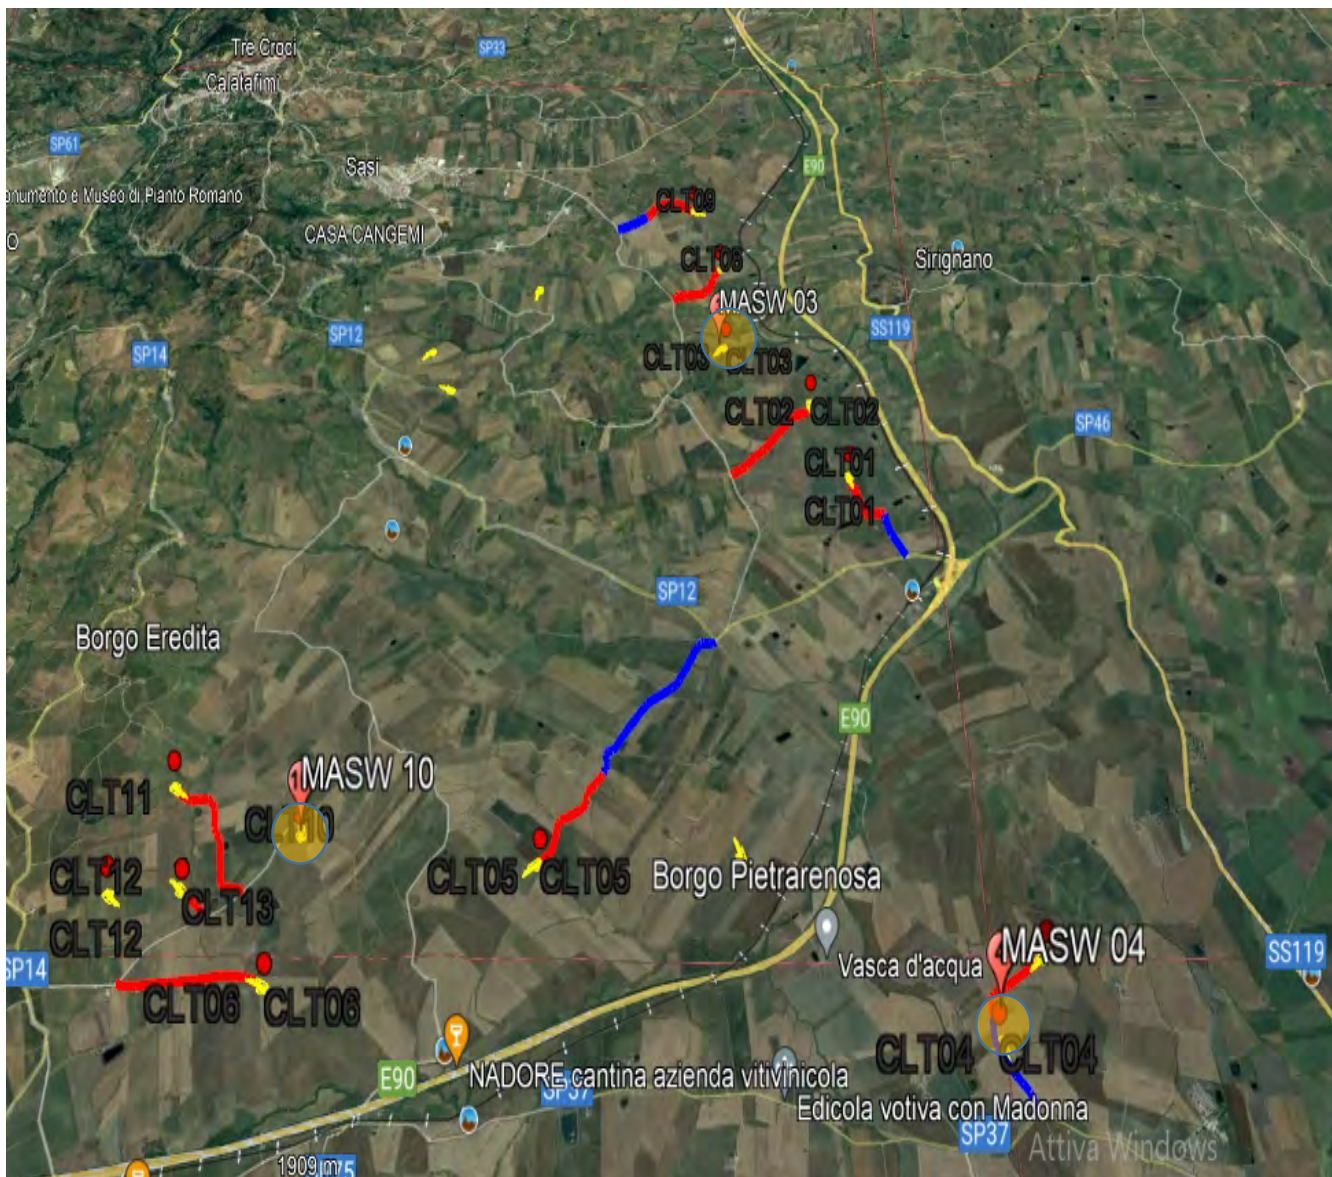 Tre Croci
SP33
Calatafimi
SP61
Sasi
E90
onumento e Museo di Pianto Romano
CLT09
O
CASA CANGEMI
Sirignano
CLT08
MASW 03
SP12
SS119
SP14
CLT03
CLT03
CLT02
CLT02
SP46
CLT01
CLT01
SP12
Borgo Eredita
E90
MASW 10
CLT11
CLT10
CLT12
CLT05
CLT05
Borgo Pietrarenosa
CLT13
CLT12
MASW 04
SS119
SP14
Vasca d'acqua
CLT06
CLT06
CLT04
CLT04
E90
NADORE cantina azienda vitivinicola
SP37
Edicola votiva con Madonna
SP37
Attiva Windows
1909 m